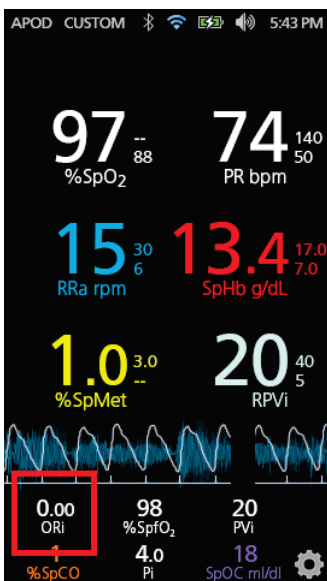 APOD CUSTOM 5:43 PM
97 -- 88 74 140 50
%SpO2 PR bpm
15 30 6 13.4 17.0 7.0
RRa rpm SpHb g/dL
1.0 3.0 -- 20 40 5
%SpMet RPVi
0.00 98 20
ORi %SpfO2 PVi
1 4.0 18
%SpCO Pi SpOC ml/dl